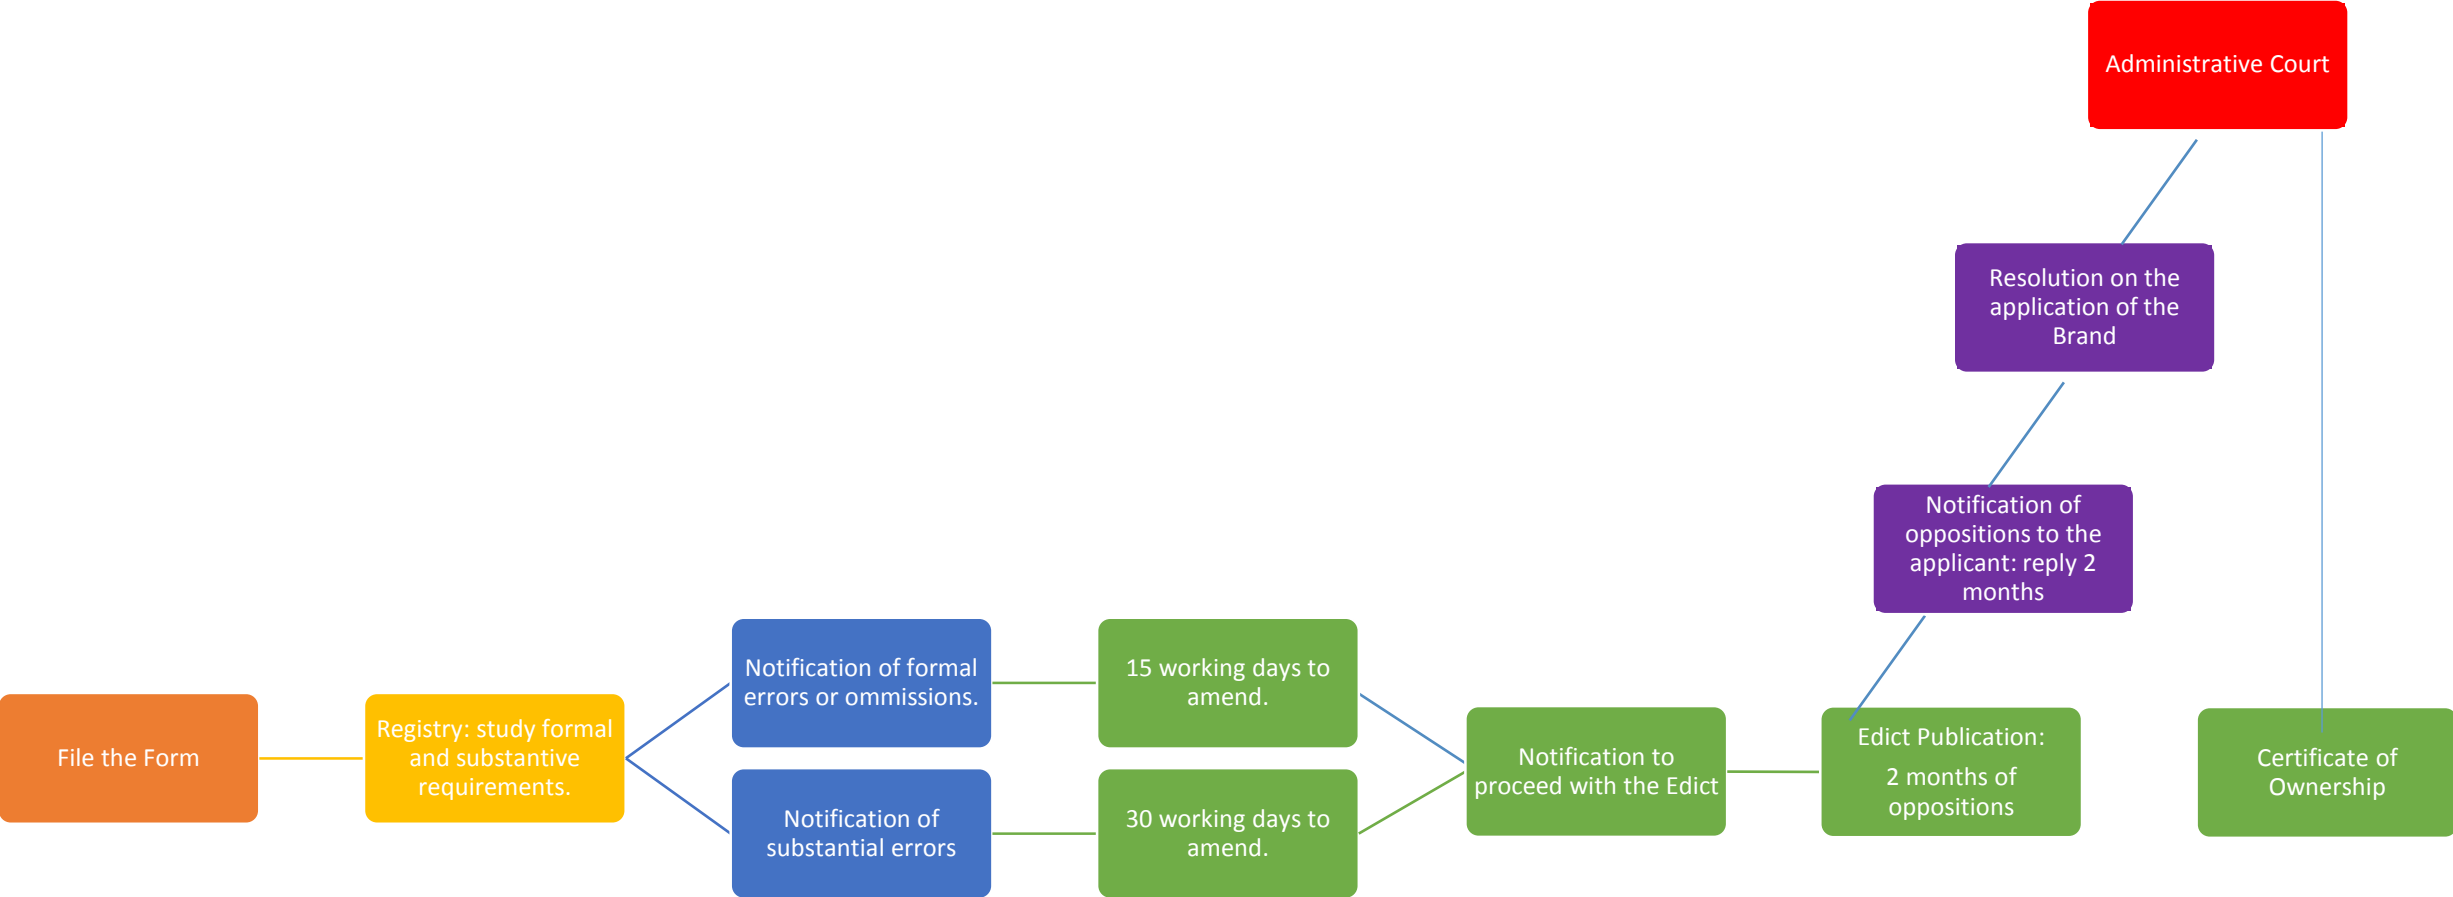 Administrative Court
Resolution on the
application of the
Brand
Notification of
oppositions to the
applicant: reply 2
months
File the Form
Registry: study formal
and substantive
requirements.
Notification of formal
errors or ommissions.
Notification of
substantial errors
15 working days to
amend.
30 working days to
amend.
Notification to
proceed with the Edict
Edict Publication:
2 months of
oppositions
Certificate of
Ownership